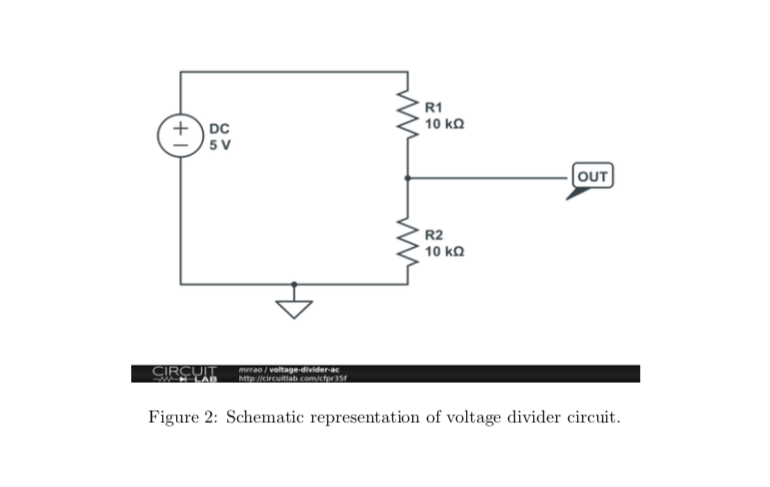 R1
10 kΩ
+
−
DC
5 V
OUT
R2
10 kΩ
CIRCUIT
LAB
mrrao / voltage-divider-ac
http://circuitlab.com/cfpr35f
Figure 2: Schematic representation of voltage divider circuit.